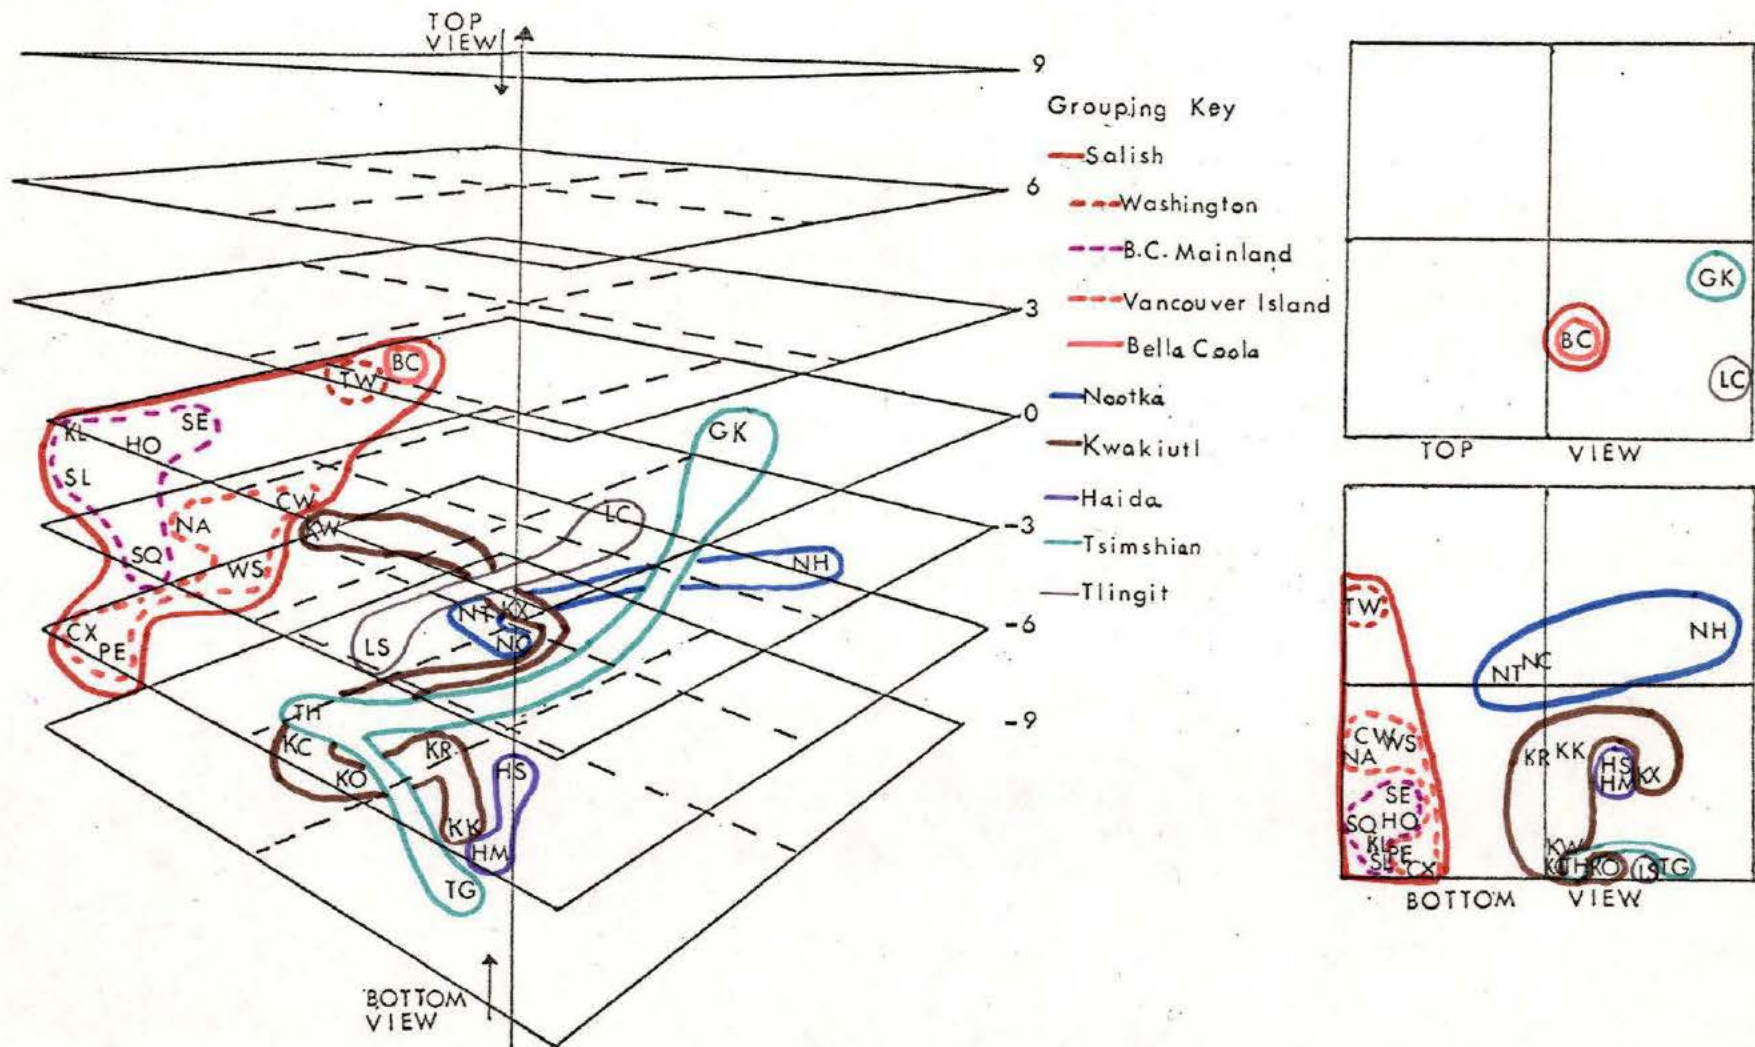 TOP
VIEW
9
6
3
0
-3
-6
-9
Grouping Key
Salish
Washington
B.C. Mainland
Vancouver Island
Bella Coola
Nootka
Kwakiutl
Haida
Tsimshian
Tlingit
BC
TW
KL
HO
SE
SL
SQ
NA
CW
WS
CX
PE
KW
LC
GK
NH
NT
KX
NC
LS
TH
KC
KO
KR
HS
KK
HM
TG
BOTTOM
VIEW
GK
BC
LC
TOP VIEW
TW
NH
NT NC
CW WS
NA
KR KK
HS
HM
KX
SE
SQ HO
KL PE
SL CX
KW
KC TH KO LS TG
BOTTOM VIEW